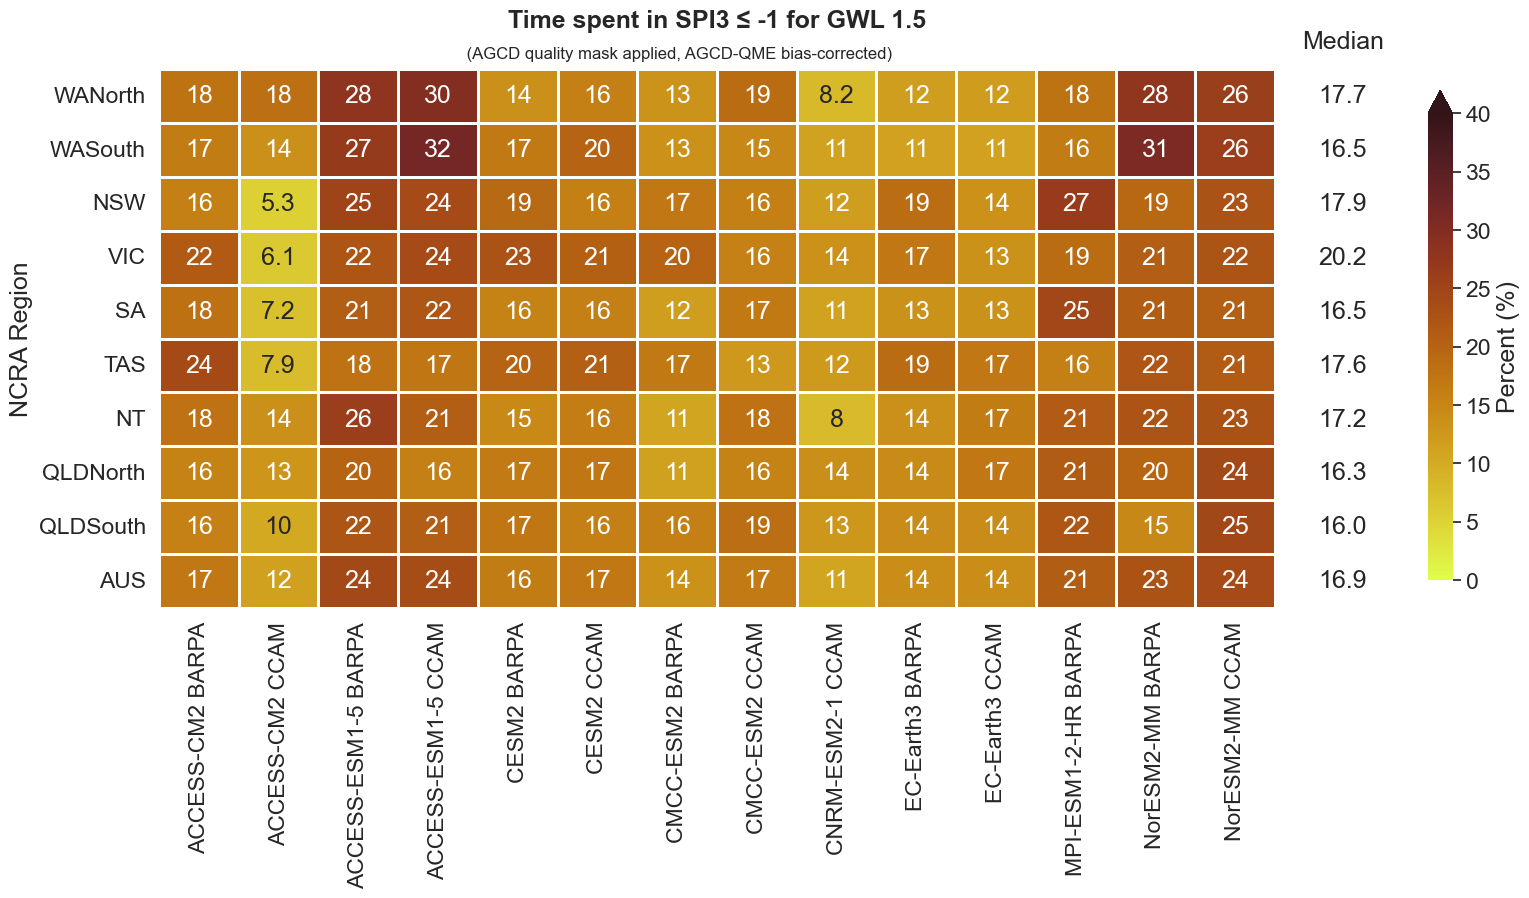 Time spent in SPI3 ≤ -1 for GWL 1.5
(AGCD quality mask applied, AGCD-QME bias-corrected)
Median
NCRA Region
WANorth 18 18 28 30 14 16 13 19 8.2 12 12 18 28 26 17.7
WASouth 17 14 27 32 17 20 13 15 11 11 11 16 31 26 16.5
NSW 16 5.3 25 24 19 16 17 16 12 19 14 27 19 23 17.9
VIC 22 6.1 22 24 23 21 20 16 14 17 13 19 21 22 20.2
SA 18 7.2 21 22 16 16 12 17 11 13 13 25 21 21 16.5
TAS 24 7.9 18 17 20 21 17 13 12 19 17 16 22 21 17.6
NT 18 14 26 21 15 16 11 18 8 14 17 21 22 23 17.2
QLDNorth 16 13 20 16 17 17 11 16 14 14 17 21 20 24 16.3
QLDSouth 16 10 22 21 17 16 16 19 13 14 14 22 15 25 16.0
AUS 17 12 24 24 16 17 14 17 11 14 14 21 23 24 16.9
ACCESS-CM2 BARPA
ACCESS-CM2 CCAM
ACCESS-ESM1-5 BARPA
ACCESS-ESM1-5 CCAM
CESM2 BARPA
CESM2 CCAM
CMCC-ESM2 BARPA
CMCC-ESM2 CCAM
CNRM-ESM2-1 CCAM
EC-Earth3 BARPA
EC-Earth3 CCAM
MPI-ESM1-2-HR BARPA
NorESM2-MM BARPA
NorESM2-MM CCAM
40
35
30
25
20
15
10
5
0
Percent (%)